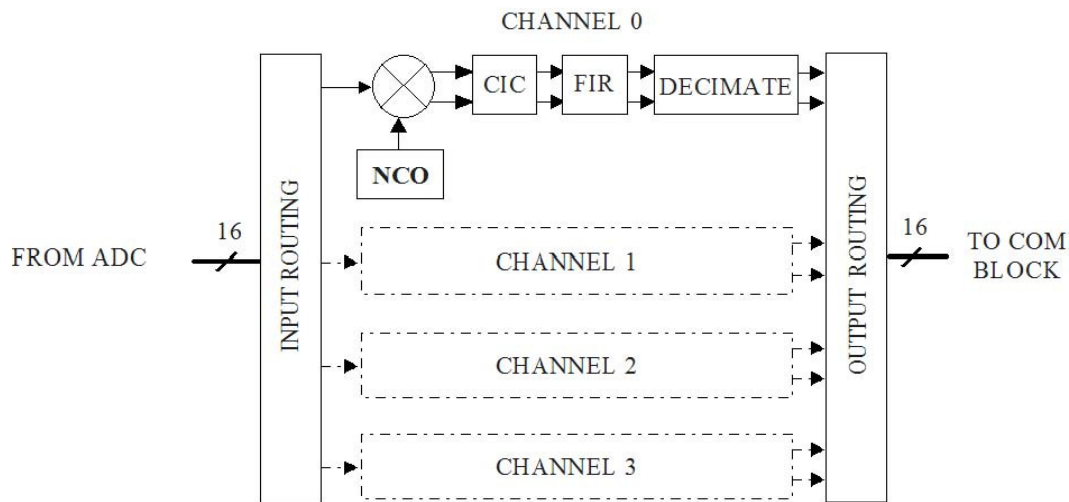 CHANNEL 0
CIC
FIR
DECIMATE
NCO
INPUT ROUTING
16
FROM ADC
CHANNEL 1
CHANNEL 2
CHANNEL 3
OUTPUT ROUTING
16
TO COM
BLOCK